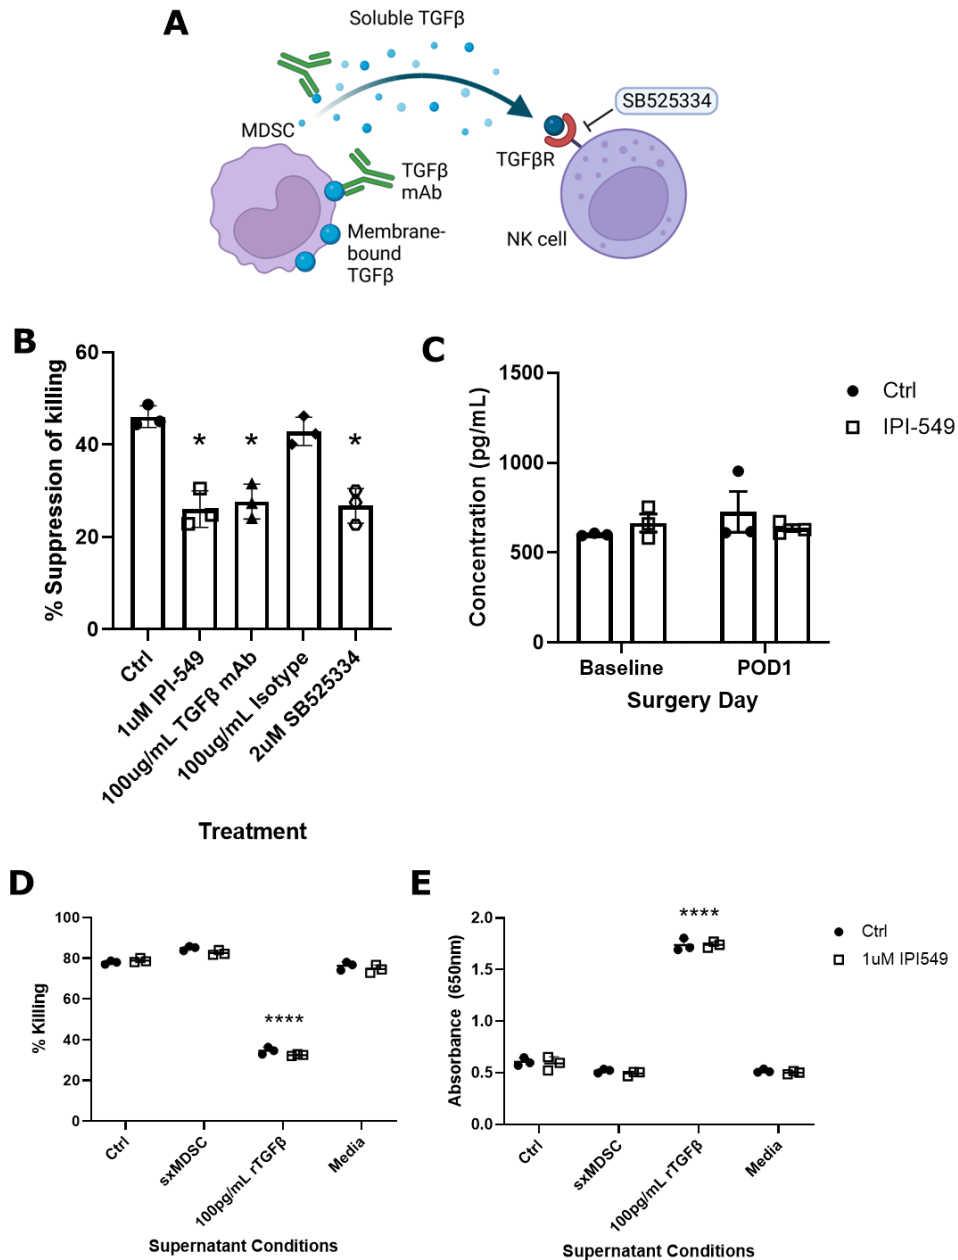 A
Soluble TGFβ
SB525334
MDSC
TGFβR
TGFβ
mAb
Membrane-
bound
TGFβ
NK cell
B
% Suppression of killing
60
40
20
0
*
*
*
Ctrl
1uM IPI-549
100ug/mL TGFβ mAb
100ug/mL Isotype
2uM SB525334
Treatment
C
Concentration (pg/mL)
1500
1000
500
0
Baseline
POD1
Surgery Day
Ctrl
IPI-549
D
% Killing
100
80
60
40
20
0
****
Ctrl
sxMDSC
100pg/mL rTGFβ
Media
Supernatant Conditions
E
Absorbance (650nm)
2.0
1.5
1.0
0.5
0.0
****
Ctrl
sxMDSC
100pg/mL rTGFβ
Media
Supernatant Conditions
Ctrl
1uM IPI549